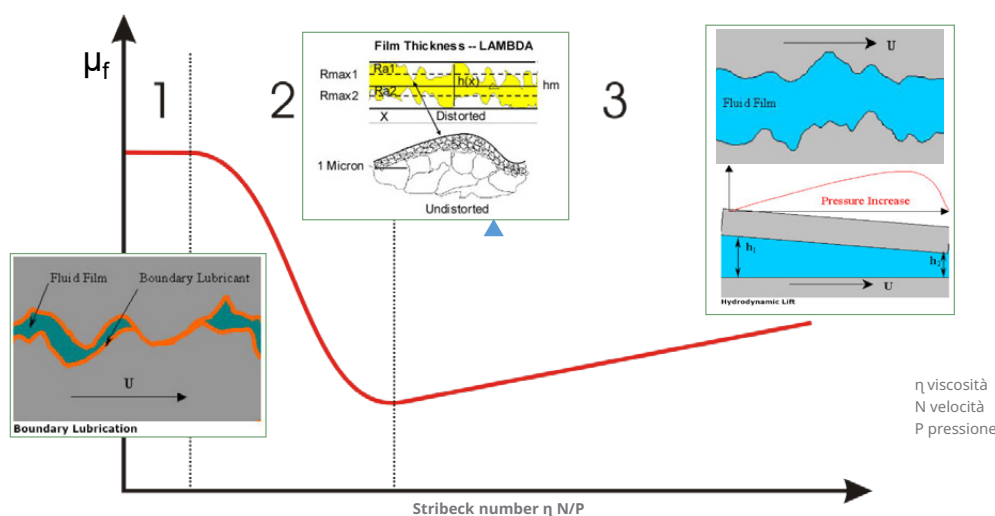 μf
1
2
3
Film Thickness -- LAMBDA
Rmax1
Ra1
h(x)
hm
Rmax2
Ra2
X
Distorted
1 Micron
Undistorted
U
Fluid Film
Pressure Increase
h1
h2
U
Hydrodynamic Lift
Fluid Film
Boundary Lubricant
U
Boundary Lubrication
η viscosità
N velocità
P pressione
Stribeck number η N/P